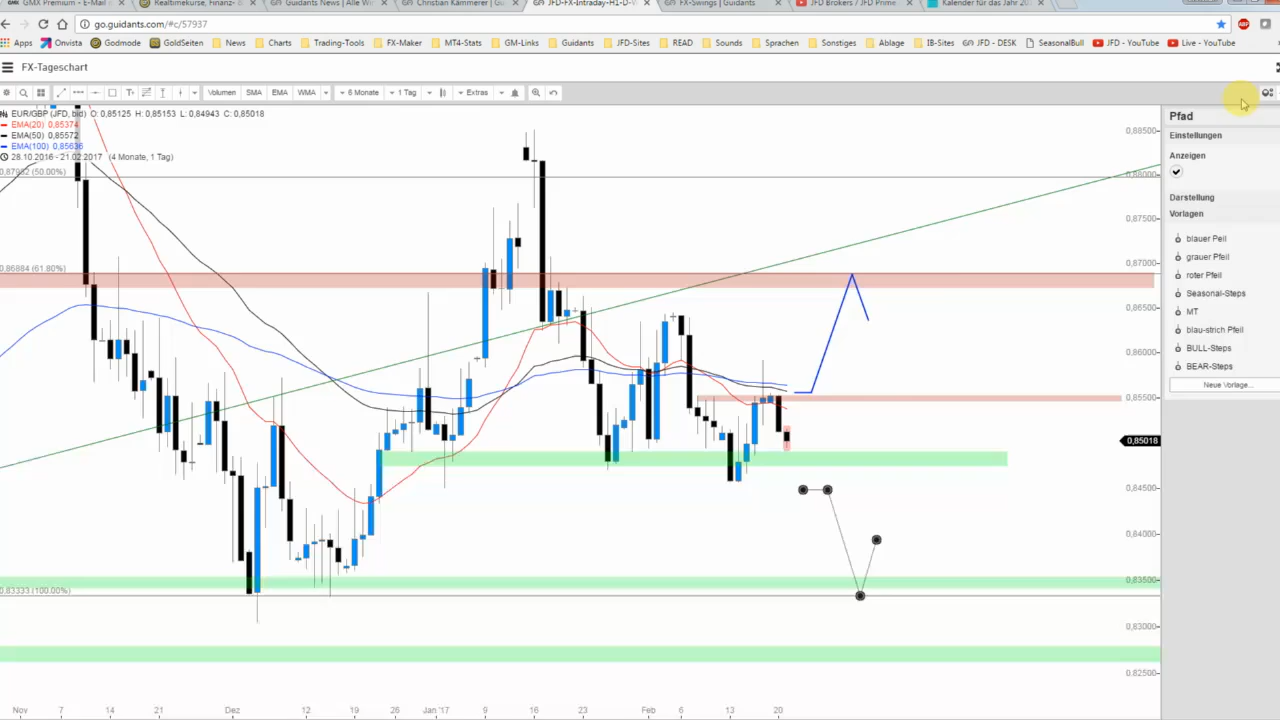 GMX Premium - E-Mail
Realtimekurse, Finanz- B
Guidants News | Alle Wic
Christian Kämmerer | G
JFD-FX-Intraday-H1-D-W
FX-Swings | Guidants
JFD Brokers / JFD Prime
Kalender für das Jahr 201
go.guidants.com/#c/57937
Apps Onvista Godmode GoldSeiten News Charts Trading-Tools FX-Maker MT4-Stats GM-Links Guidants JFD-Sites READ Sounds Sprachen Sonstiges Ablage IB-Sites JFD - DESK SeasonalBull JFD - YouTube Live - YouTube
FX-Tageschart
Volumen SMA EMA WMA 6 Monate 1 Tag Extras
EUR/GBP (JFD, bid) O: 0,85125 H: 0,85153 L: 0,84943 C: 0,85018
EMA(20) 0,85374
EMA(50) 0,85572
EMA(100) 0,85636
28.10.2016 - 21.02.2017 (4 Monate, 1 Tag)
0,87982 (50.00%)
0,86884 (61.80%)
0,83333 (100.00%)
0,88500
0,88000
0,87500
0,87000
0,86500
0,86000
0,85500
0,85018
0,84500
0,84000
0,83500
0,83000
0,82500
Nov 7 14 21 Dez 12 19 26 Jan '17 9 16 23 Feb 6 13 20
Pfad
Einstellungen
Anzeigen
Darstellung
Vorlagen
blauer Peil
grauer Pfeil
roter Pfeil
Seasonal-Steps
MT
blau-strich Pfeil
BULL-Steps
BEAR-Steps
Neue Vorlage...